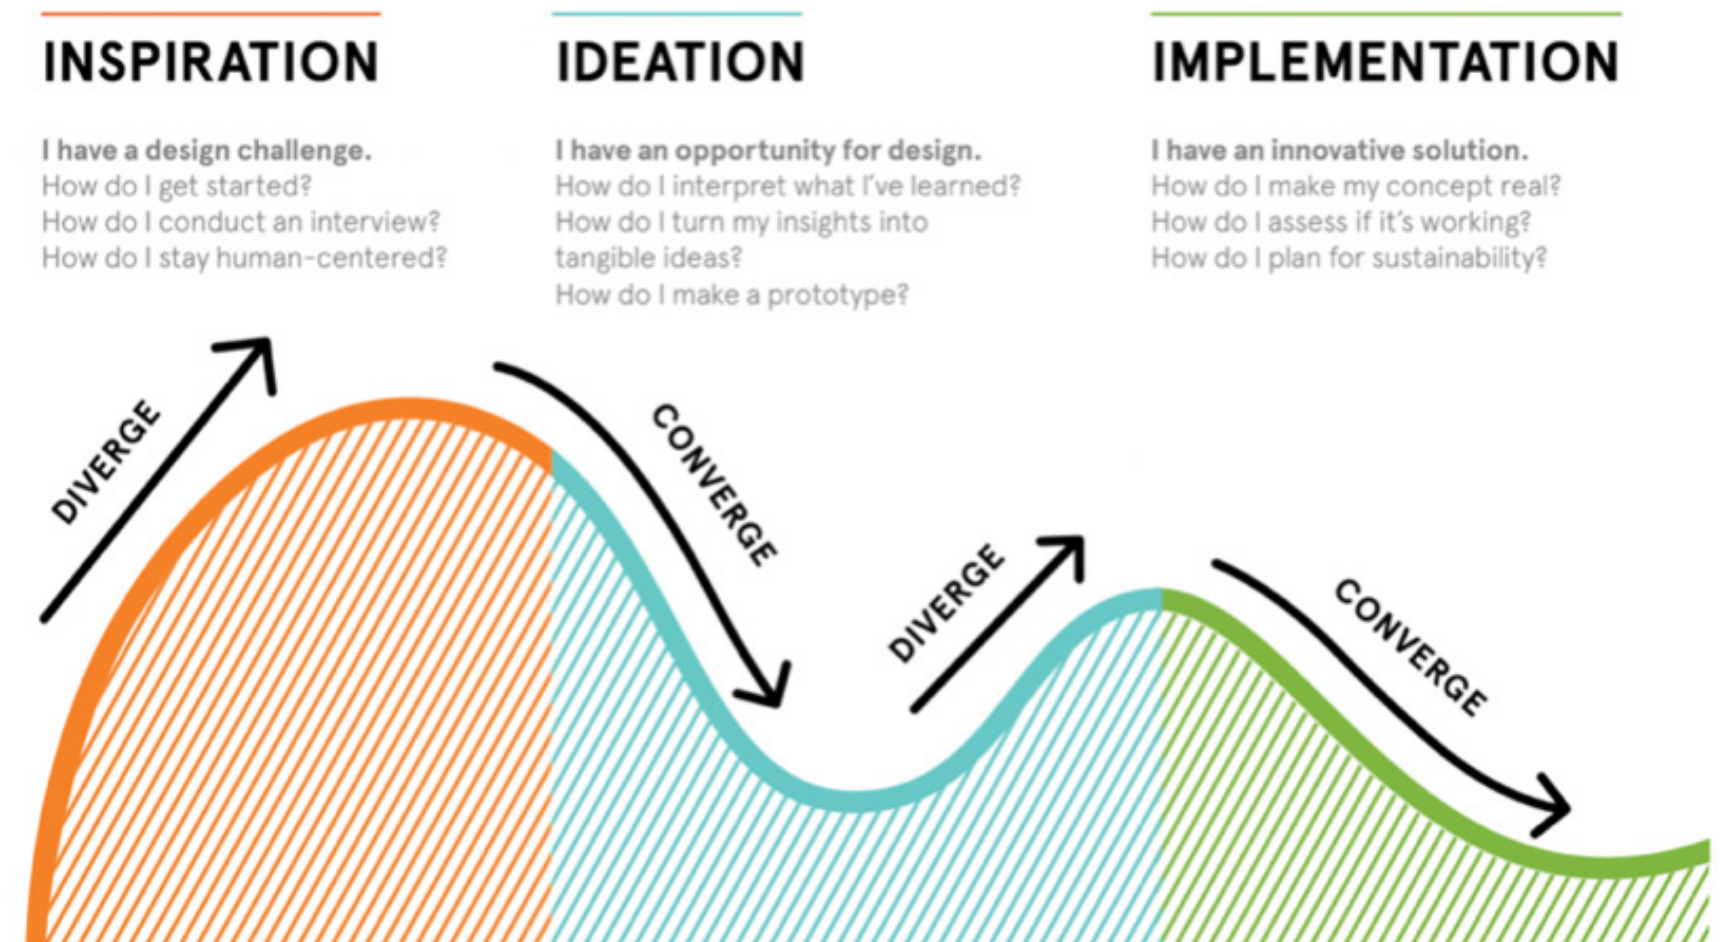 INSPIRATION
I have a design challenge.
How do I get started?
How do I conduct an interview?
How do I stay human-centered?
IDEATION
I have an opportunity for design.
How do I interpret what I've learned?
How do I turn my insights into
tangible ideas?
How do I make a prototype?
IMPLEMENTATION
I have an innovative solution.
How do I make my concept real?
How do I assess if it's working?
How do I plan for sustainability?
DIVERGE
CONVERGE
DIVERGE
CONVERGE